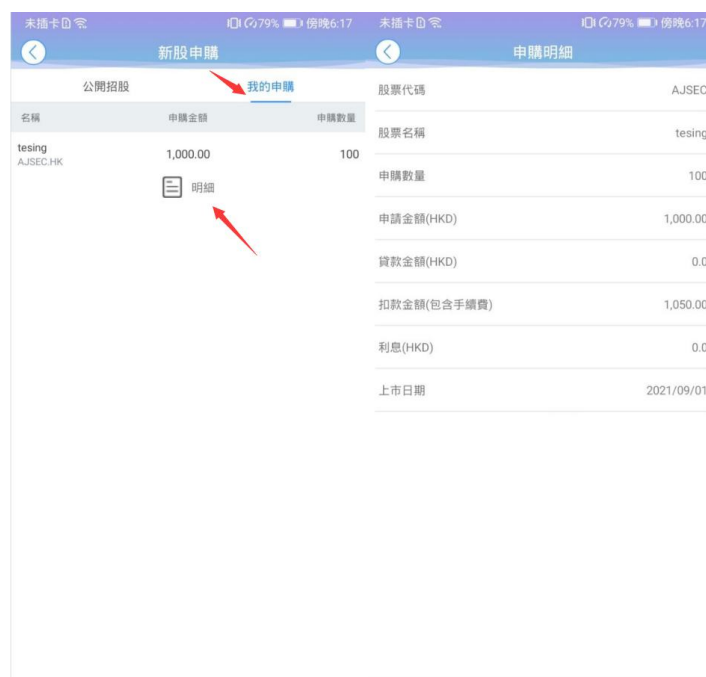 未插卡 79% 傍晚6:17
新股申購
公開招股 我的申購
名稱 申購金額 申購數量
tesing 1,000.00 100
AJSEC.HK
明細
未插卡 79% 傍晚6:17
申購明細
股票代碼 AJSEC
股票名稱 tesing
申購數量 100
申請金額(HKD) 1,000.00
貸款金額(HKD) 0.0
扣款金額(包含手續費) 1,050.00
利息(HKD) 0.0
上市日期 2021/09/01